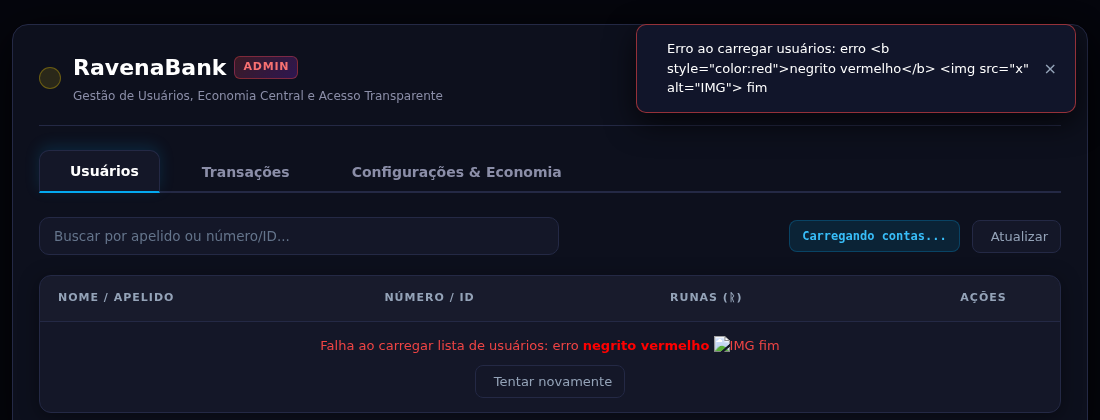 RavenaBank ADMIN
Gestão de Usuários, Economia Central e Acesso Transparente
Erro ao carregar usuários: erro <b
style="color:red">negrito vermelho</b> <img src="x"
alt="IMG"> fim
×
Usuários
Transações
Configurações & Economia
Buscar por apelido ou número/ID...
Carregando contas...
Atualizar
NOME / APELIDO
NÚMERO / ID
RUNAS (ᚱ)
AÇÕES
Falha ao carregar lista de usuários: erro negrito vermelho IMG fim
Tentar novamente